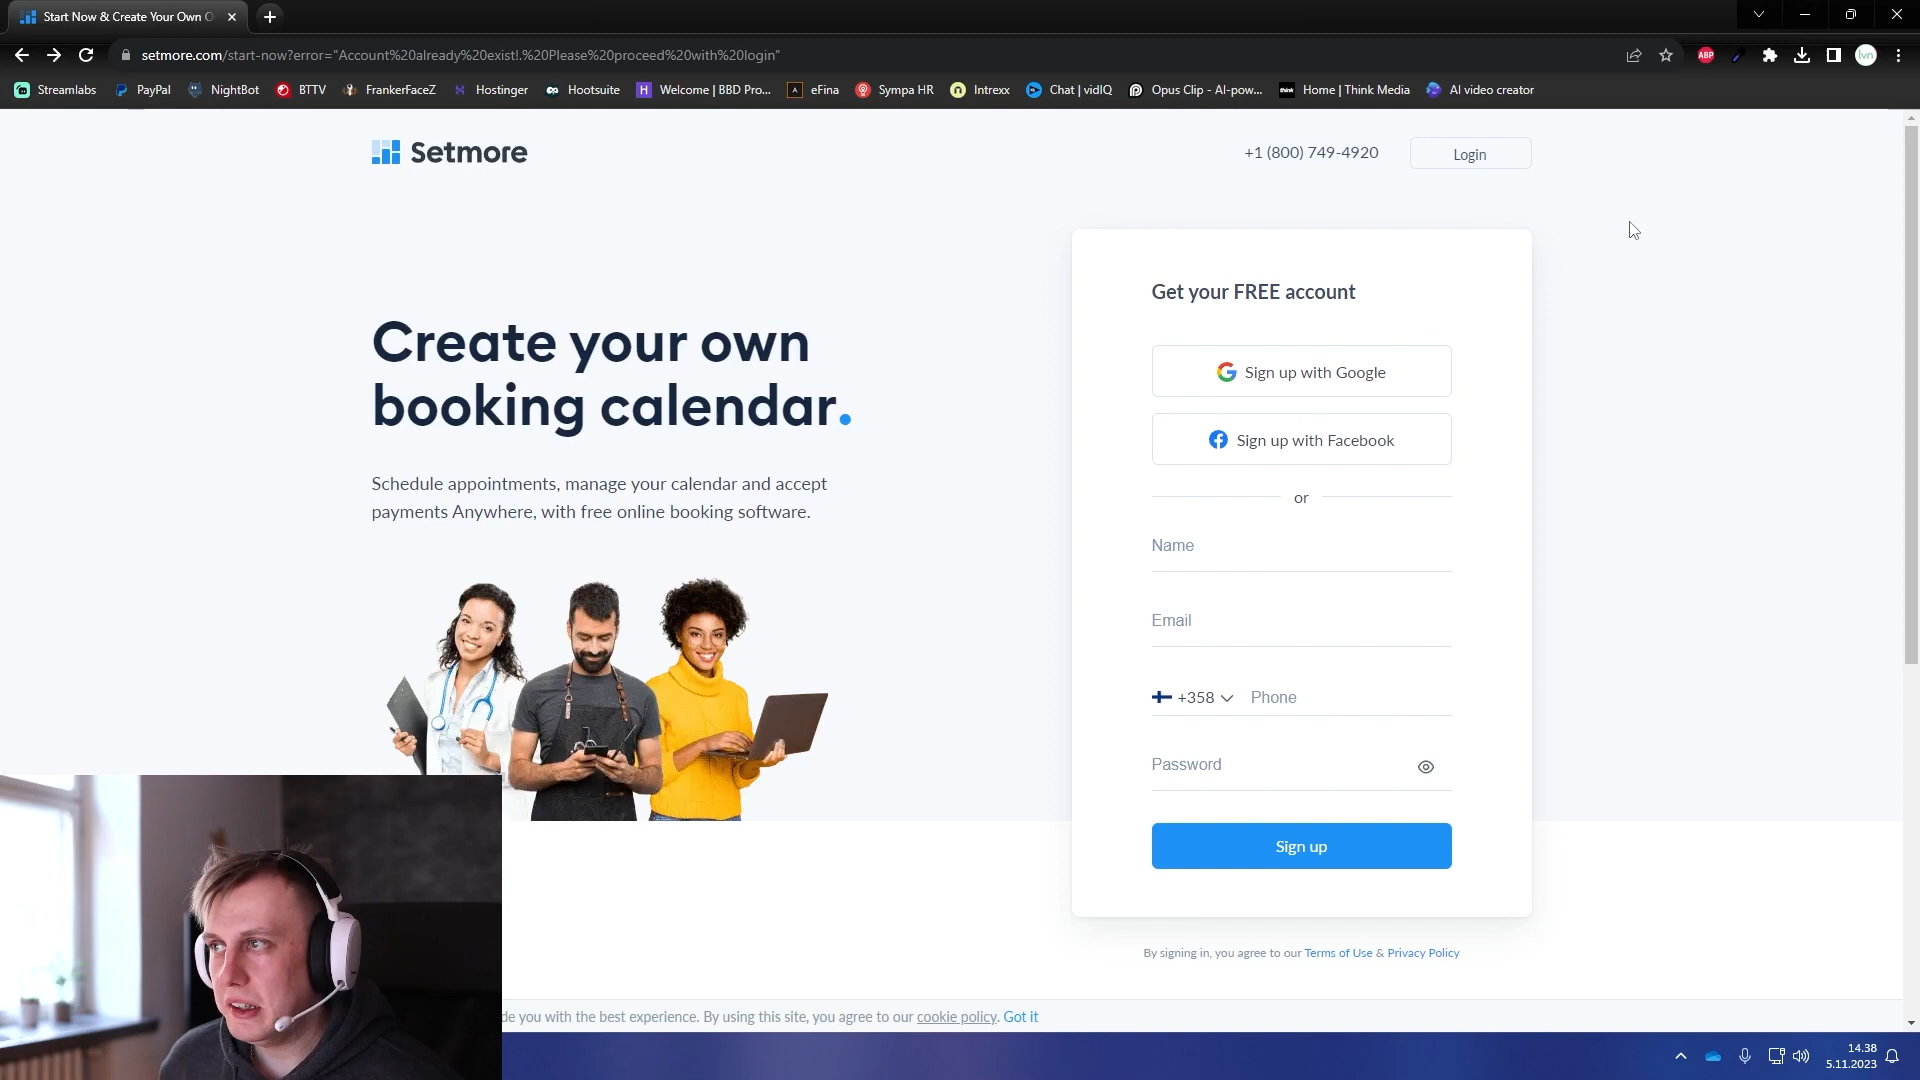 Start Now & Create Your Own O
setmore.com/start-now?error="Account%20already%20exist!.%20Please%20proceed%20with%20login"
ABP
lvn
Streamlabs PayPal NightBot BTTV FrankerFaceZ Hostinger Hootsuite Welcome | BBD Pro... eFina Sympa HR Intrexx Chat | vidIQ Opus Clip - AI-pow... Home | Think Media AI video creator
Setmore
+1 (800) 749-4920
Login
Create your own
booking calendar.
Schedule appointments, manage your calendar and accept
payments Anywhere, with free online booking software.
Get your FREE account
Sign up with Google
Sign up with Facebook
or
Name
Email
+358 Phone
Password
Sign up
By signing in, you agree to our Terms of Use & Privacy Policy
de you with the best experience. By using this site, you agree to our cookie policy. Got it
14.38
5.11.2023